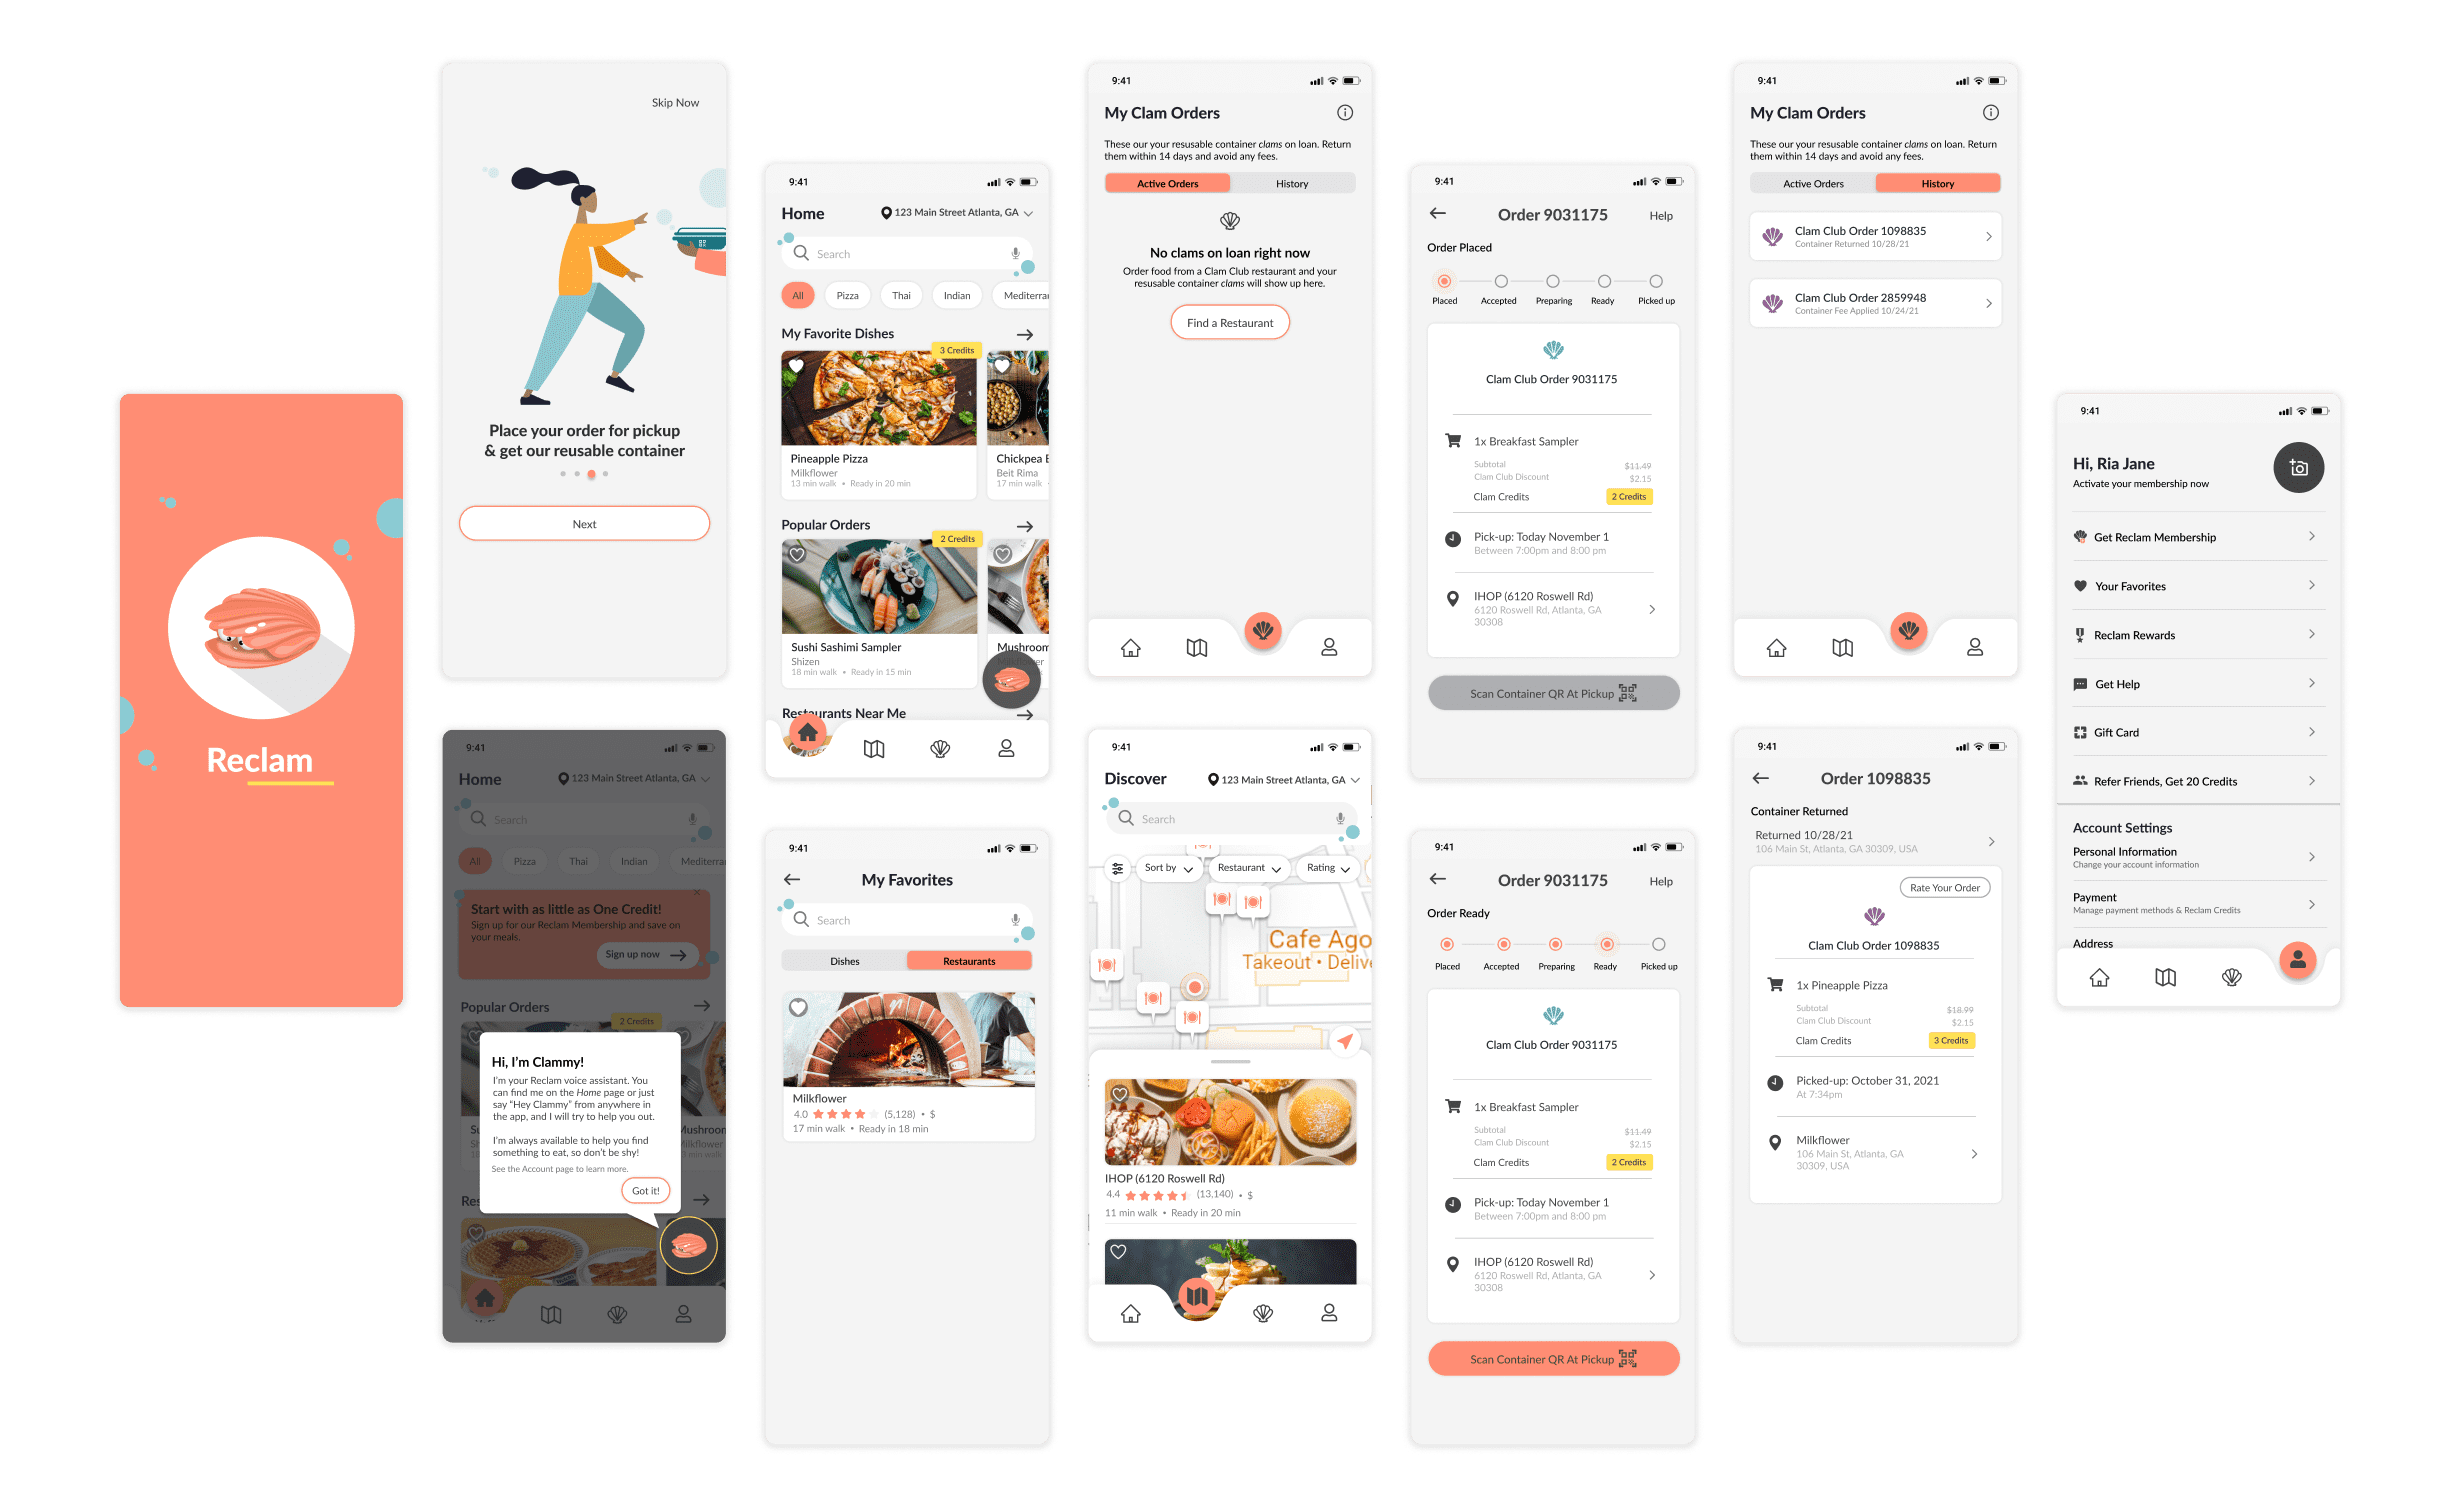 Reclam
Skip Now
Place your order for pickup
& get our reusable container
Next
9:41
Home
123 Main Street Atlanta, GA
Search
All
Pizza
Thai
Indian
Mediterra
Start with as little as One Credit!
Sign up for our Reclam Membership and save on
your meals.
Sign up now
Popular Orders
2 Credits
Hi, I'm Clammy!
I'm your Reclam voice assistant. You
can find me on the Home page or just
say "Hey Clammy" from anywhere in
the app, and I will try to help you out.
I'm always available to help you find
something to eat, so don't be shy!
See the Account page to learn more.
Got it!
Mushroom
Milkflower
min walk
9:41
Home
123 Main Street Atlanta, GA
Search
All
Pizza
Thai
Indian
Mediterra
My Favorite Dishes
3 Credits
Pineapple Pizza
Milkflower
13 min walk • Ready in 20 min
Chickpea
Beit Rima
17 min walk
Popular Orders
2 Credits
Sushi Sashimi Sampler
Shizen
18 min walk • Ready in 15 min
Mushroom
Restaurants Near Me
9:41
My Favorites
Search
Dishes
Restaurants
Milkflower
4.0 (5,128) • $
17 min walk • Ready in 18 min
9:41
My Clam Orders
These our your resusable container clams on loan. Return
them within 14 days and avoid any fees.
Active Orders
History
No clams on loan right now
Order food from a Clam Club restaurant and your
resusable container clams will show up here.
Find a Restaurant
9:41
Discover
123 Main Street Atlanta, GA
Search
Sort by
Restaurant
Rating
Cafe Ago
Takeout • Delive
IHOP (6120 Roswell Rd)
4.4 (13,140) • $
11 min walk • Ready in 20 min
9:41
Order 9031175
Help
Order Placed
Placed
Accepted
Preparing
Ready
Picked up
Clam Club Order 9031175
1x Breakfast Sampler
Subtotal $11.49
Clam Club Discount $2.15
Clam Credits 2 Credits
Pick-up: Today November 1
Between 7:00pm and 8:00 pm
IHOP (6120 Roswell Rd)
6120 Roswell Rd, Atlanta, GA
30308
Scan Container QR At Pickup
9:41
Order 9031175
Help
Order Ready
Placed
Accepted
Preparing
Ready
Picked up
Clam Club Order 9031175
1x Breakfast Sampler
Subtotal $11.49
Clam Club Discount $2.15
Clam Credits 2 Credits
Pick-up: Today November 1
Between 7:00pm and 8:00 pm
IHOP (6120 Roswell Rd)
6120 Roswell Rd, Atlanta, GA
30308
Scan Container QR At Pickup
9:41
My Clam Orders
These our your resusable container clams on loan. Return
them within 14 days and avoid any fees.
Active Orders
History
Clam Club Order 1098835
Container Returned 10/28/21
Clam Club Order 2859948
Container Fee Applied 10/24/21
9:41
Order 1098835
Container Returned
Returned 10/28/21
106 Main St, Atlanta, GA 30309, USA
Rate Your Order
Clam Club Order 1098835
1x Pineapple Pizza
Subtotal $18.99
Clam Club Discount $2.15
Clam Credits 3 Credits
Picked-up: October 31, 2021
At 7:34pm
Milkflower
106 Main St, Atlanta, GA
30309, USA
9:41
Hi, Ria Jane
Activate your membership now
Get Reclam Membership
Your Favorites
Reclam Rewards
Get Help
Gift Card
Refer Friends, Get 20 Credits
Account Settings
Personal Information
Change your account information
Payment
Manage payment methods & Reclam Credits
Address